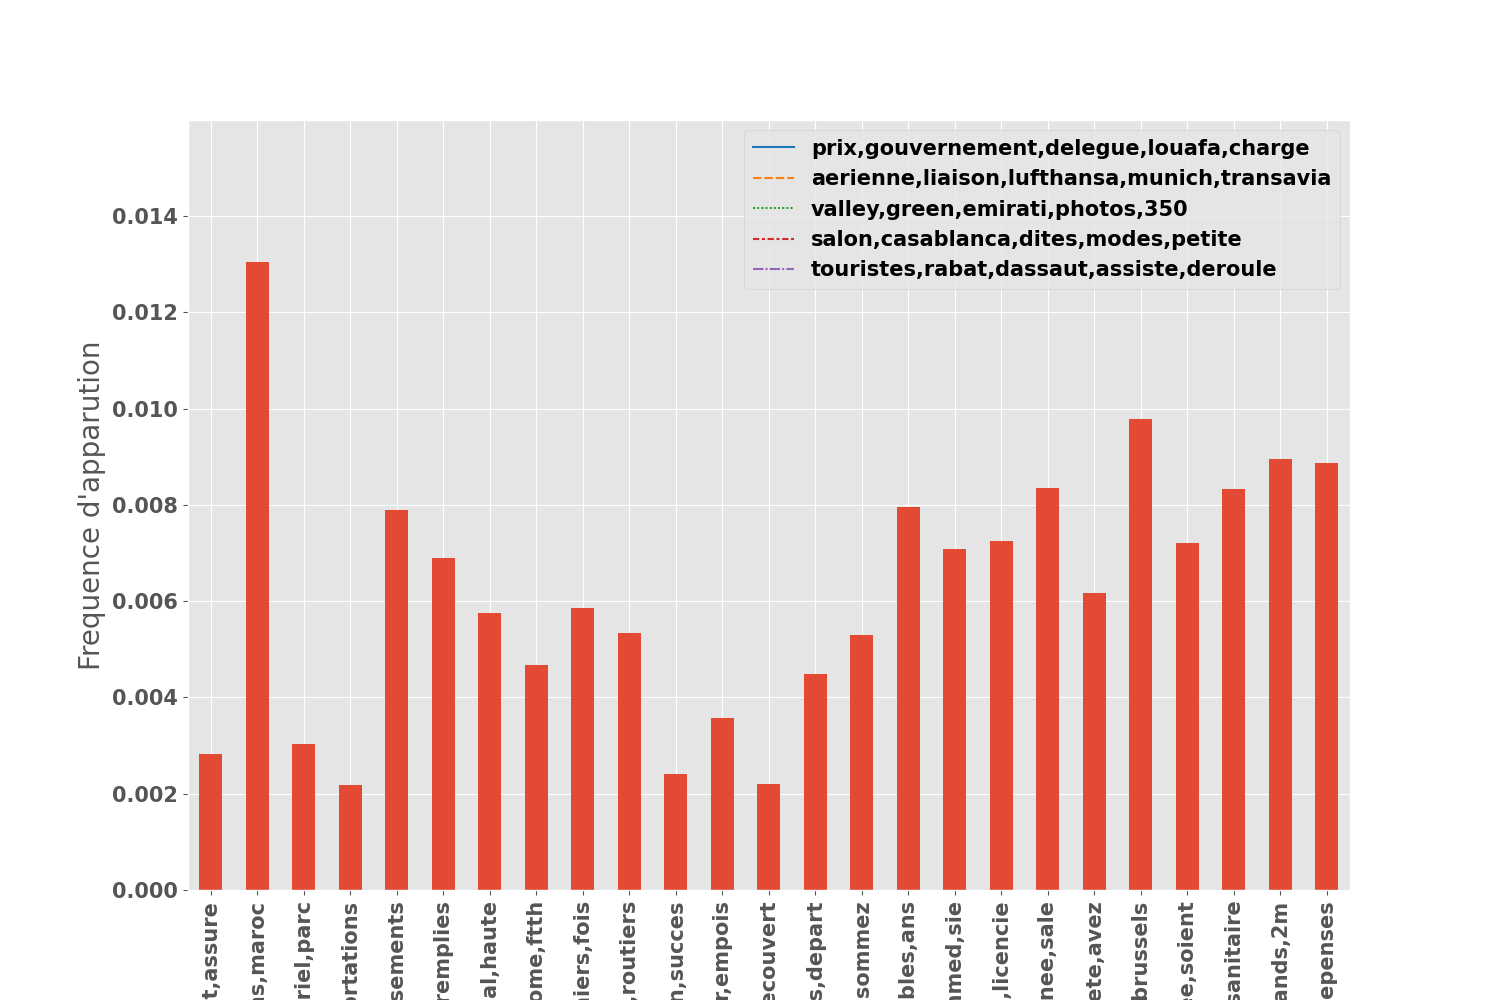 prix,gouvernement,delegue,louafa,charge
aerienne,liaison,lufthansa,munich,transavia
valley,green,emirati,photos,350
salon,casablanca,dites,modes,petite
touristes,rabat,dassaut,assiste,deroule
0.014
0.012
0.010
0.008
0.006
0.004
0.002
0.000
Frequence d'apparution
t,assure
ns,maroc
riel,parc
ortations
sements
remplies
al,haute
ome,ftth
niers,fois
,routiers
n,succes
r,empois
ecouvert
s,depart
sommez
bles,ans
amed,sie
,licencie
nee,sale
ete,avez
brussels
ee,soient
sanitaire
ands,2m
epenses